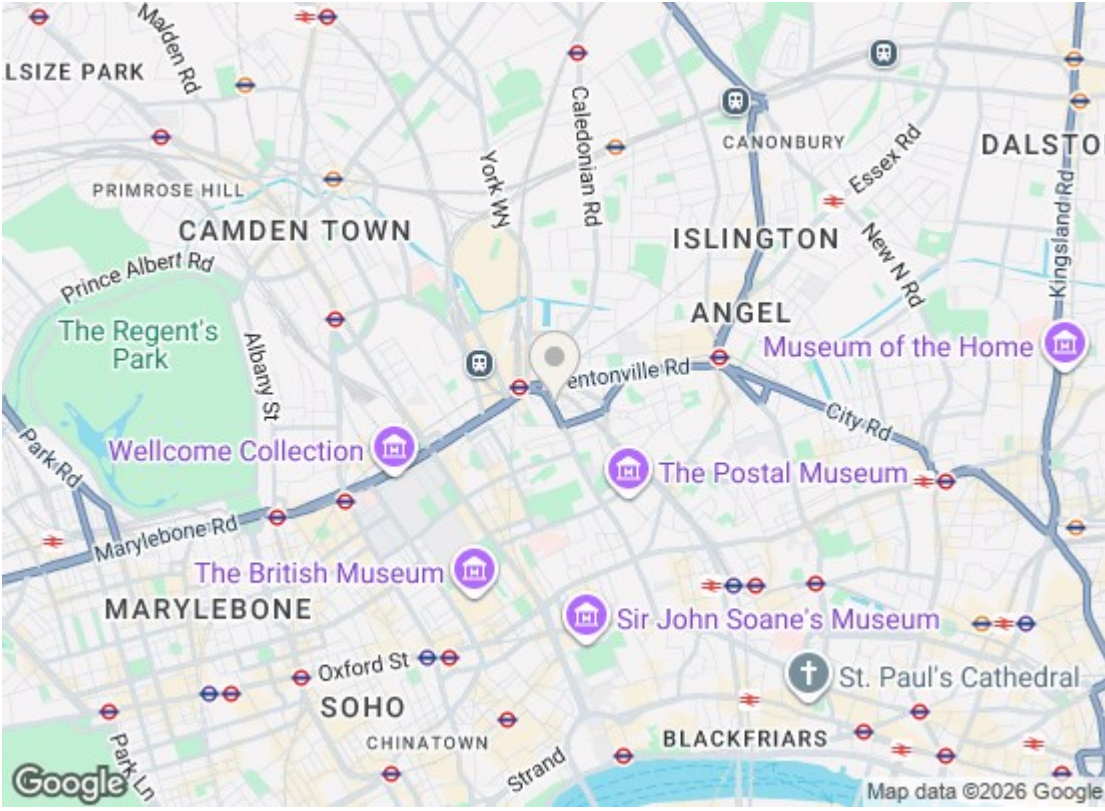 Malden Rd
LSIZE PARK
Caledonian Rd
CANONBURY
Essex Rd
DALSTO
PRIMROSE HILL
York Wy
CAMDEN TOWN
ISLINGTON
New N Rd
Kingsland Rd
Prince Albert Rd
ANGEL
The Regent's
Park
Albany St
Museum of the Home
entonville Rd
City Rd
Park Rd
Wellcome Collection
The Postal Museum
Marylebone Rd
The British Museum
MARYLEBONE
Sir John Soane's Museum
Oxford St
St. Paul's Cathedral
SOHO
CHINATOWN
BLACKFRIARS
Park Ln
Strand
Google
Map data ©2026 Google